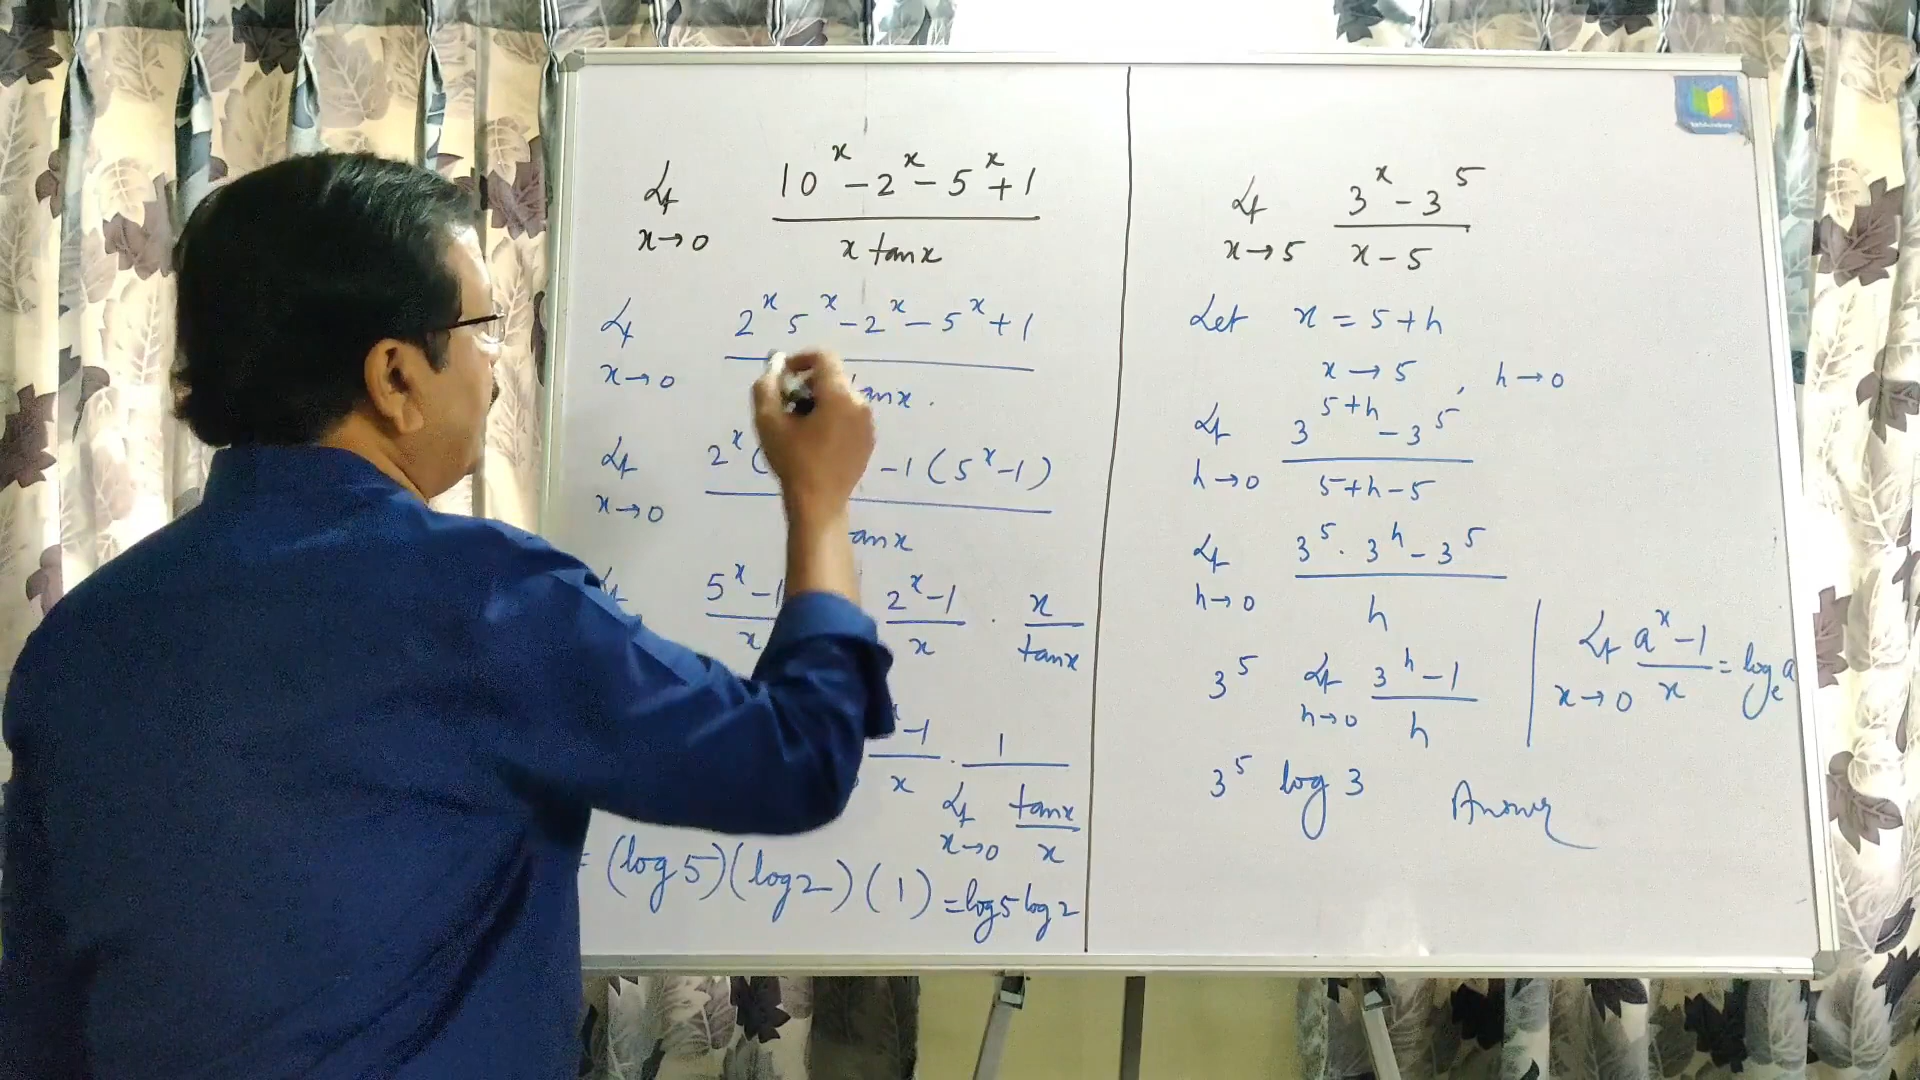 Lt 10^x - 2^x - 5^x + 1
x→0 x tanx
Lt 2^x 5^x - 2^x - 5^x + 1
x→0 tanx.
Lt 2^x ( - 1 ( 5^x - 1 )
x→0 tanx
5^x - 1 2^x - 1 . x
x x tanx
x - 1 . 1
x Lt tanx
x→0 x
= (log 5) (log 2) ( 1 ) = log 5 log 2
Lt 3^x - 3^5
x→5 x - 5
Let x = 5 + h
x → 5 , h → 0
Lt 3^5+h - 3^5
h→0 5 + h - 5
Lt 3^5 . 3^h - 3^5
h→0 h
3^5 Lt 3^h - 1
h→0 h
Lt a^x - 1 = log_e a
x→0 x
3^5 log 3 Answer